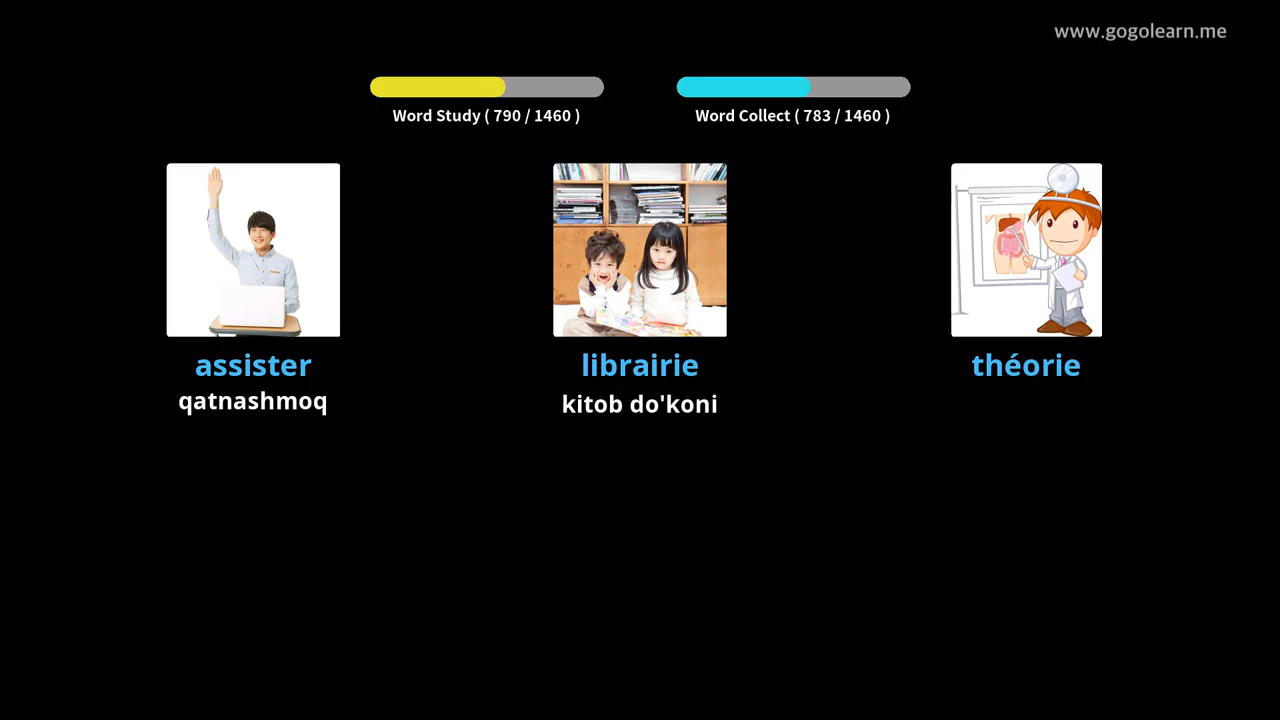 www.gogolearn.me
Word Study ( 790 / 1460 )
Word Collect ( 783 / 1460 )
assister
qatnashmoq
librairie
kitob do'koni
théorie